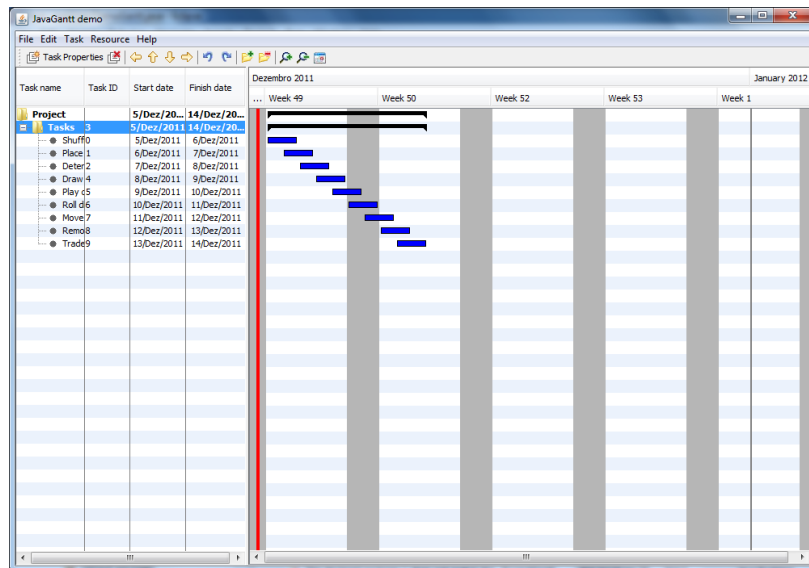 JavaGantt demo
File Edit Task Resource Help
Task Properties
Task name Task ID Start date Finish date Dezembro 2011 January 2012
... Week 49 Week 50 Week 52 Week 53 Week 1
Project 5/Dez/20... 14/Dez/20...
Tasks 3 5/Dez/2011 14/Dez/20...
Shuff 0 5/Dez/2011 6/Dez/2011
Place 1 6/Dez/2011 7/Dez/2011
Deter 2 7/Dez/2011 8/Dez/2011
Draw 4 8/Dez/2011 9/Dez/2011
Play c 5 9/Dez/2011 10/Dez/2011
Roll d 6 10/Dez/2011 11/Dez/2011
Move 7 11/Dez/2011 12/Dez/2011
Remo 8 12/Dez/2011 13/Dez/2011
Trade 9 13/Dez/2011 14/Dez/2011